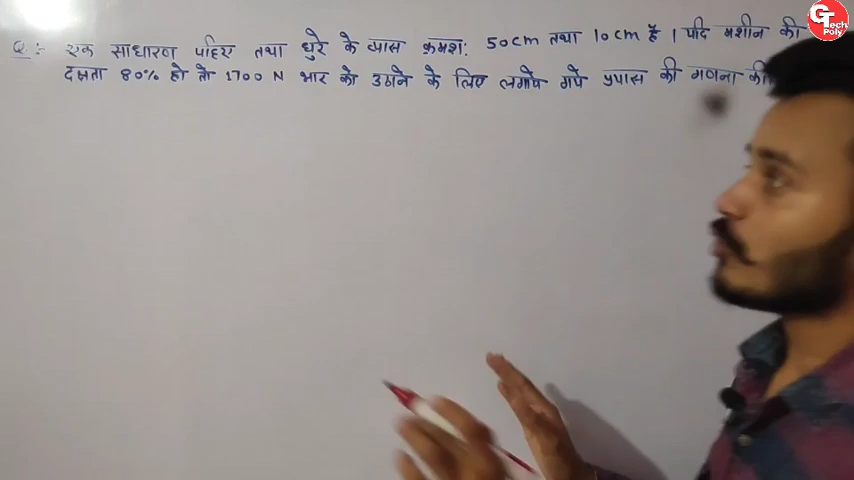 Q:- एक साधारण पहिए तथा धुरे के व्यास क्रमश: 50cm तथा 10cm हैं । यदि मशीन की
दक्षता 80% हो तो 1700 N भार को उठाने के लिए लगाये गये प्रयास की गणना की
GTech
Poly